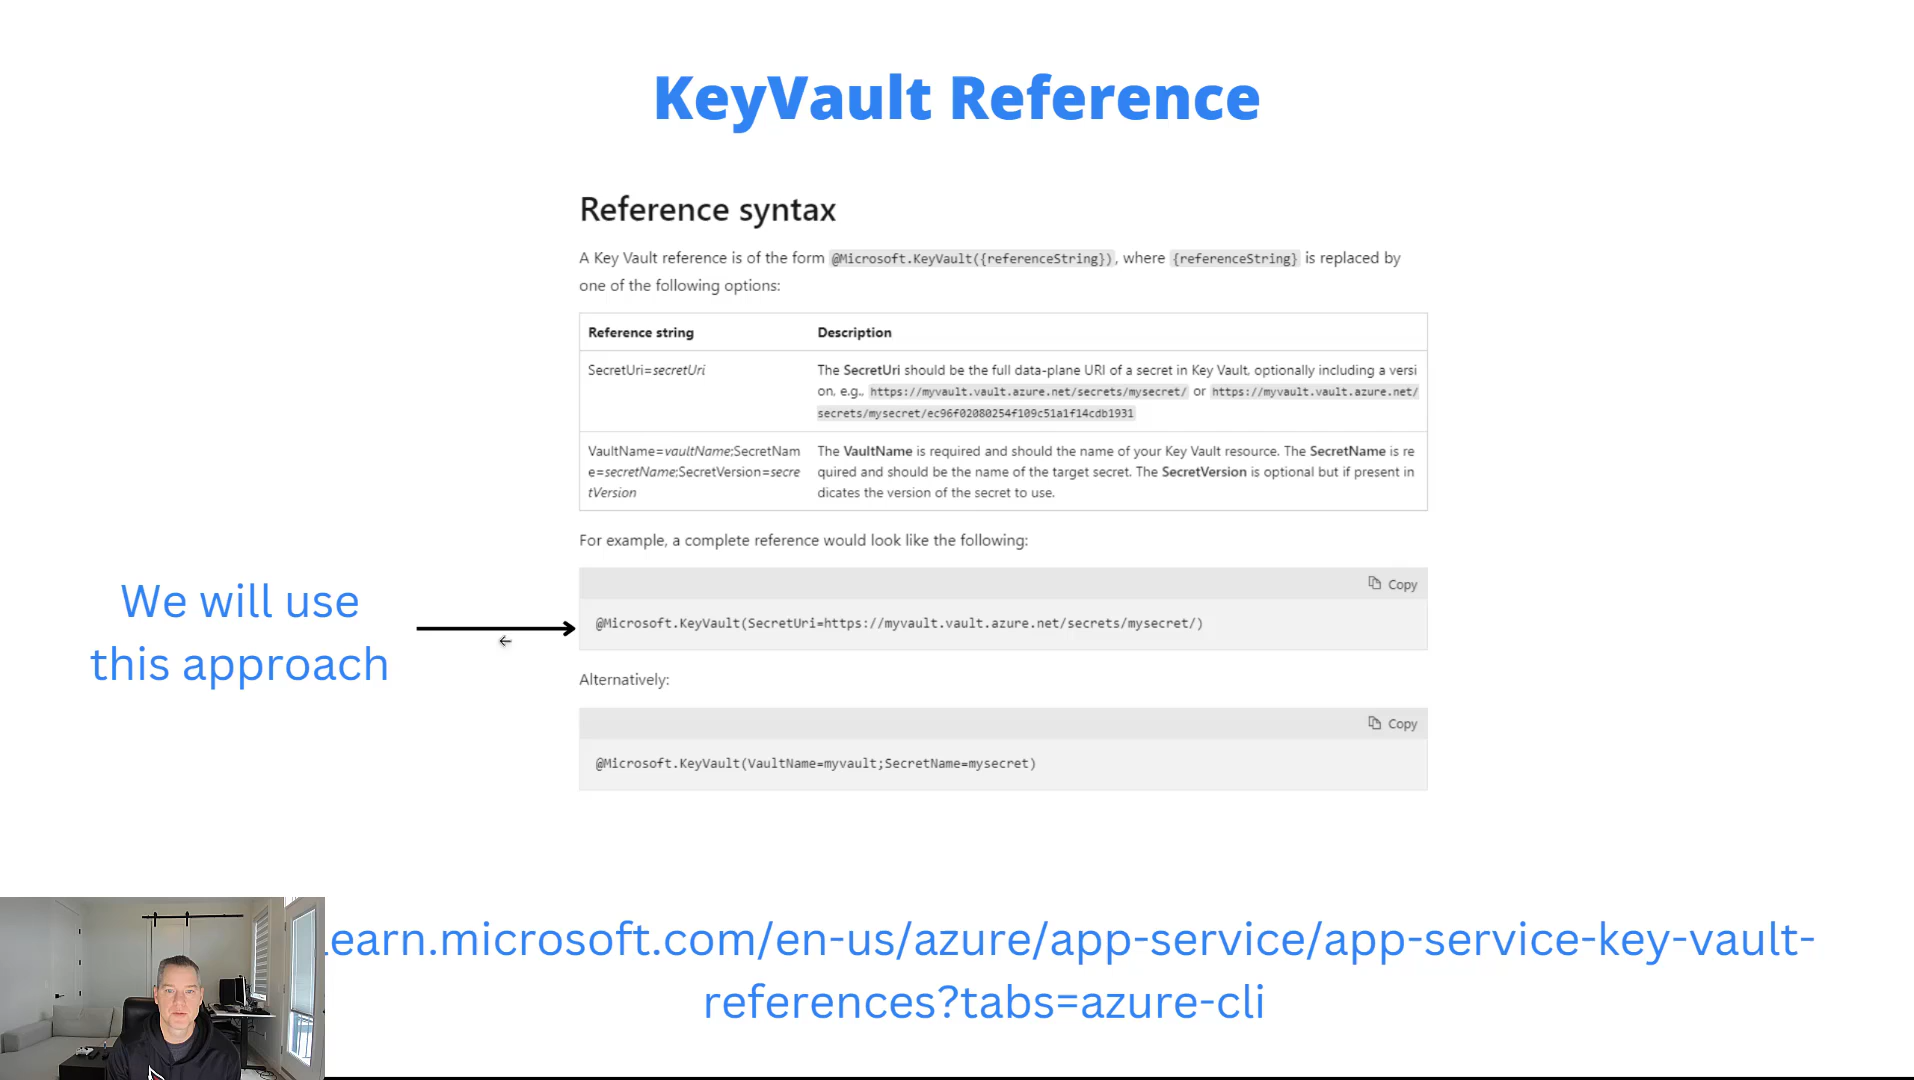 KeyVault Reference
Reference syntax
A Key Vault reference is of the form @Microsoft.KeyVault({referenceString}), where {referenceString} is replaced by
one of the following options:
Reference string
Description
SecretUri=secretUri
The SecretUri should be the full data-plane URI of a secret in Key Vault, optionally including a versi
on, e.g., https://myvault.vault.azure.net/secrets/mysecret/ or https://myvault.vault.azure.net/
secrets/mysecret/ec96f02080254f109c51a1f14cdb1931
VaultName=vaultName;SecretNam
e=secretName;SecretVersion=secre
tVersion
The VaultName is required and should the name of your Key Vault resource. The SecretName is re
quired and should be the name of the target secret. The SecretVersion is optional but if present in
dicates the version of the secret to use.
For example, a complete reference would look like the following:
Copy
We will use
this approach
@Microsoft.KeyVault(SecretUri=https://myvault.vault.azure.net/secrets/mysecret/)
Alternatively:
Copy
@Microsoft.KeyVault(VaultName=myvault;SecretName=mysecret)
learn.microsoft.com/en-us/azure/app-service/app-service-key-vault-
references?tabs=azure-cli